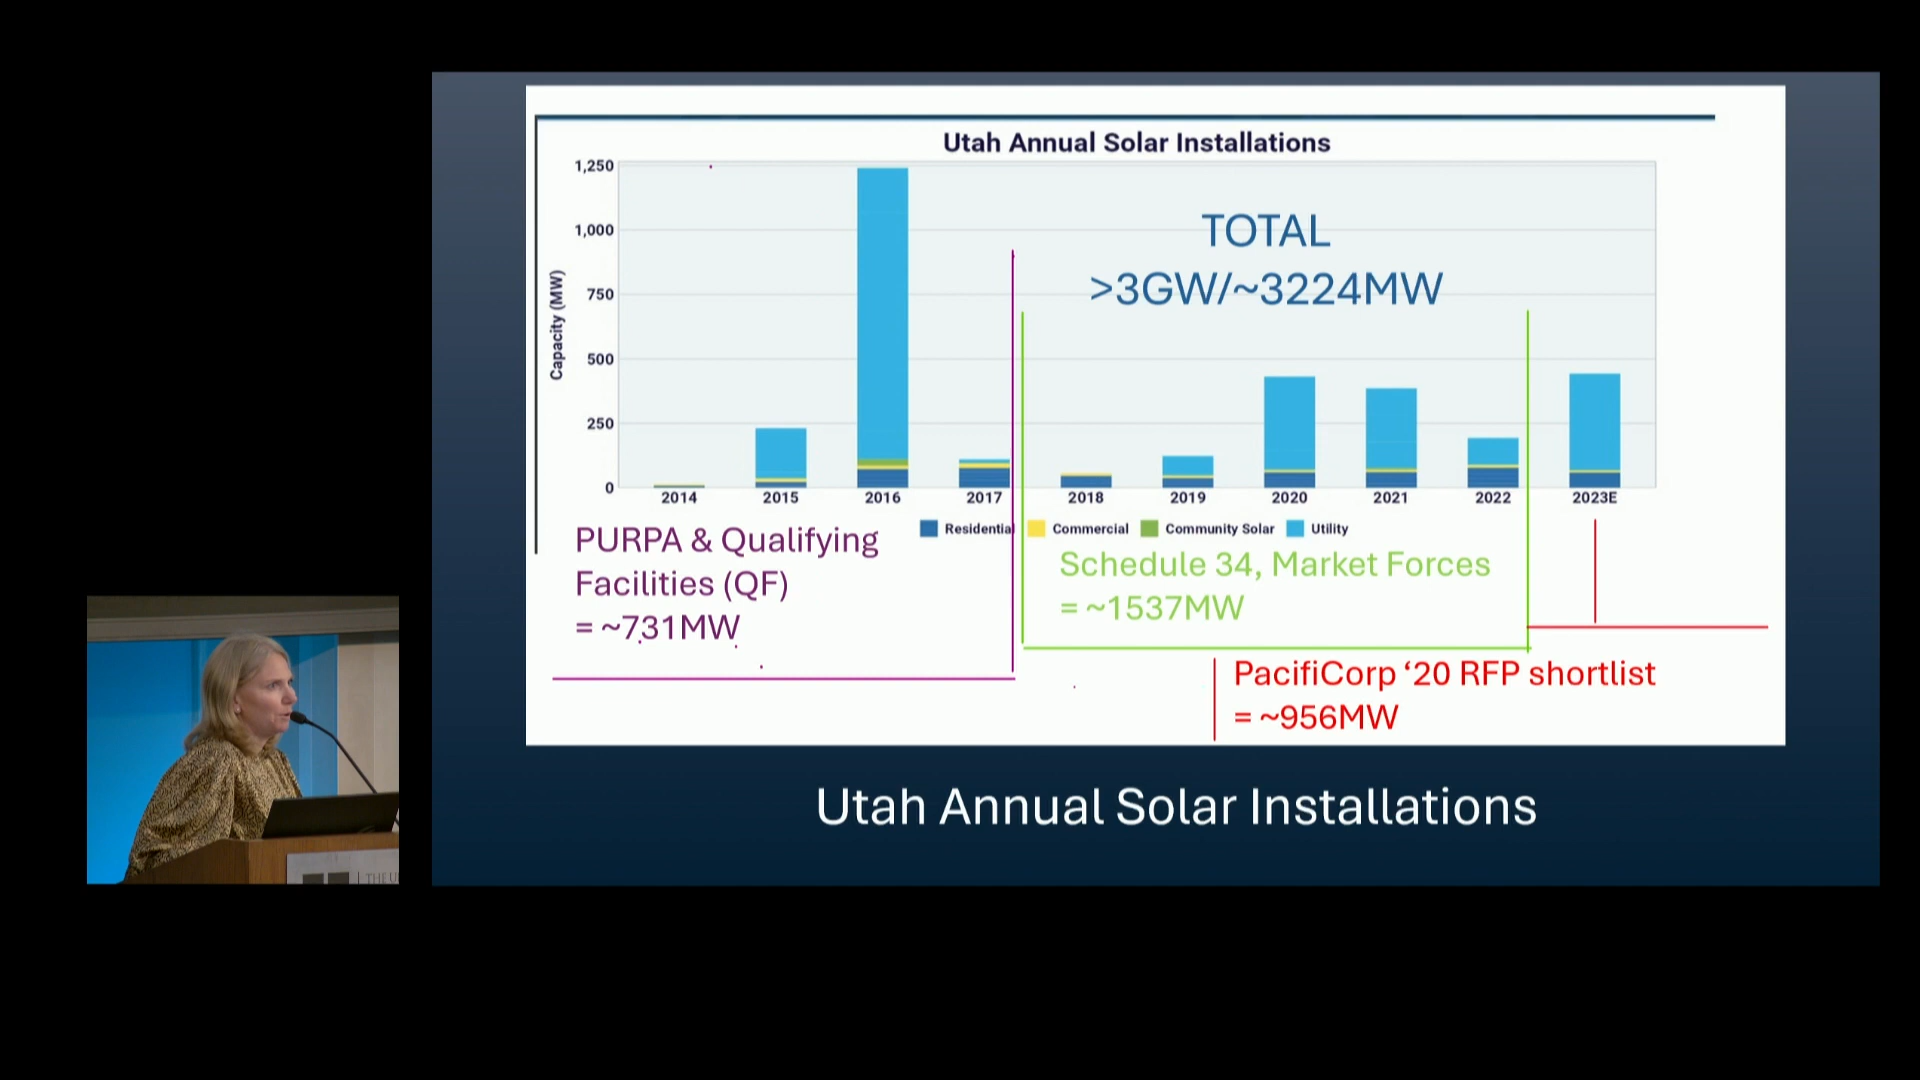 Utah Annual Solar Installations
1,250
1,000
750
500
250
0
Capacity (MW)
TOTAL
>3GW/~3224MW
2014 2015 2016 2017 2018 2019 2020 2021 2022 2023E
Residential Commercial Community Solar Utility
PURPA & Qualifying
Facilities (QF)
= ~731MW
Schedule 34, Market Forces
= ~1537MW
PacifiCorp ‘20 RFP shortlist
= ~956MW
Utah Annual Solar Installations
THE